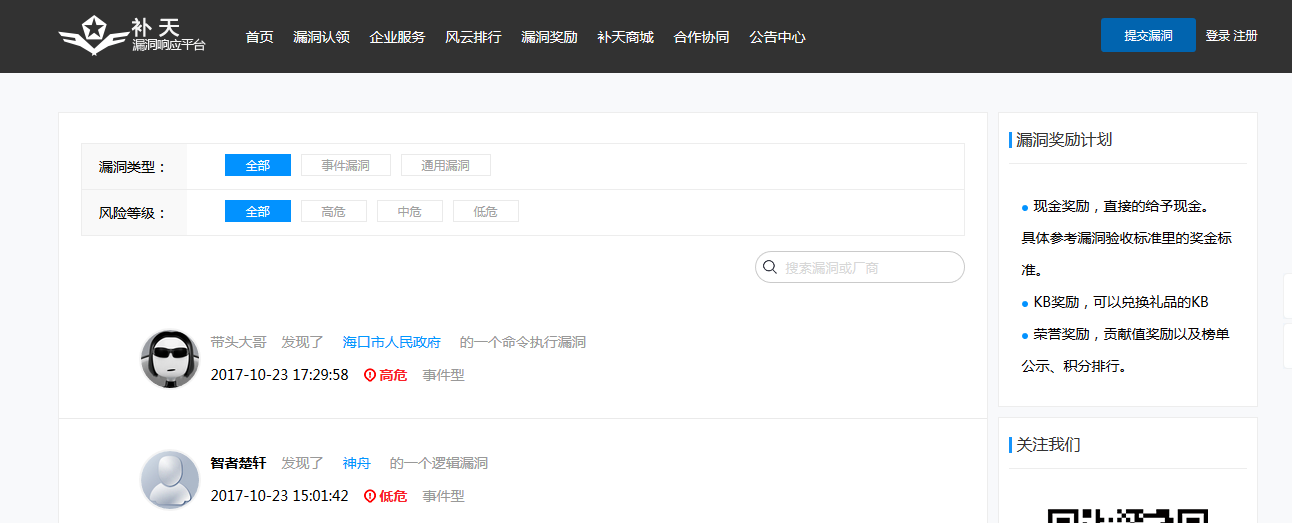 补天
漏洞响应平台
首页 漏洞认领 企业服务 风云排行 漏洞奖励 补天商城 合作协同 公告中心
提交漏洞 登录 注册
漏洞类型： 全部 事件漏洞 通用漏洞
风险等级： 全部 高危 中危 低危
搜索漏洞或厂商
带头大哥 发现了 海口市人民政府 的一个命令执行漏洞
2017-10-23 17:29:58 高危 事件型
智者楚轩 发现了 神舟 的一个逻辑漏洞
2017-10-23 15:01:42 低危 事件型
漏洞奖励计划
现金奖励，直接的给予现金。
具体参考漏洞验收标准里的奖金标
准。
KB奖励，可以兑换礼品的KB
荣誉奖励，贡献值奖励以及榜单
公示、积分排行。
关注我们